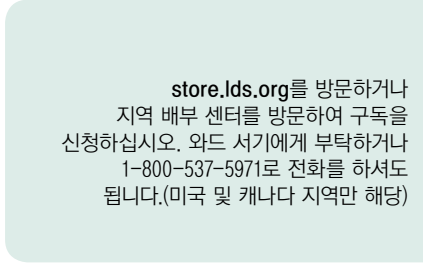 store.lds.org를 방문하거나
지역 배부 센터를 방문하여 구독을
신청하십시오. 와드 서기에게 부탁하거나
1-800-537-5971로 전화를 하셔도
됩니다.(미국 및 캐나다 지역만 해당)